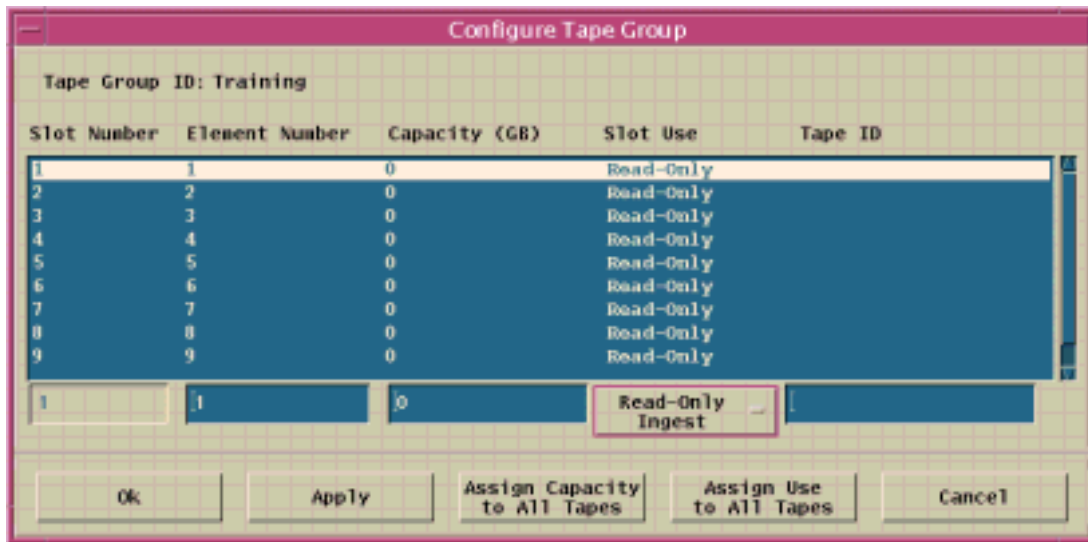 Configure Tape Group
Tape Group ID: Training
Slot Number Element Number Capacity (GB) Slot Use Tape ID
1 1 0 Read-Only
2 2 0 Read-Only
3 3 0 Read-Only
4 4 0 Read-Only
5 5 0 Read-Only
6 6 0 Read-Only
7 7 0 Read-Only
8 8 0 Read-Only
9 9 0 Read-Only
1 1 0 Read-Only
Ingest
Ok Apply Assign Capacity to All Tapes Assign Use to All Tapes Cancel